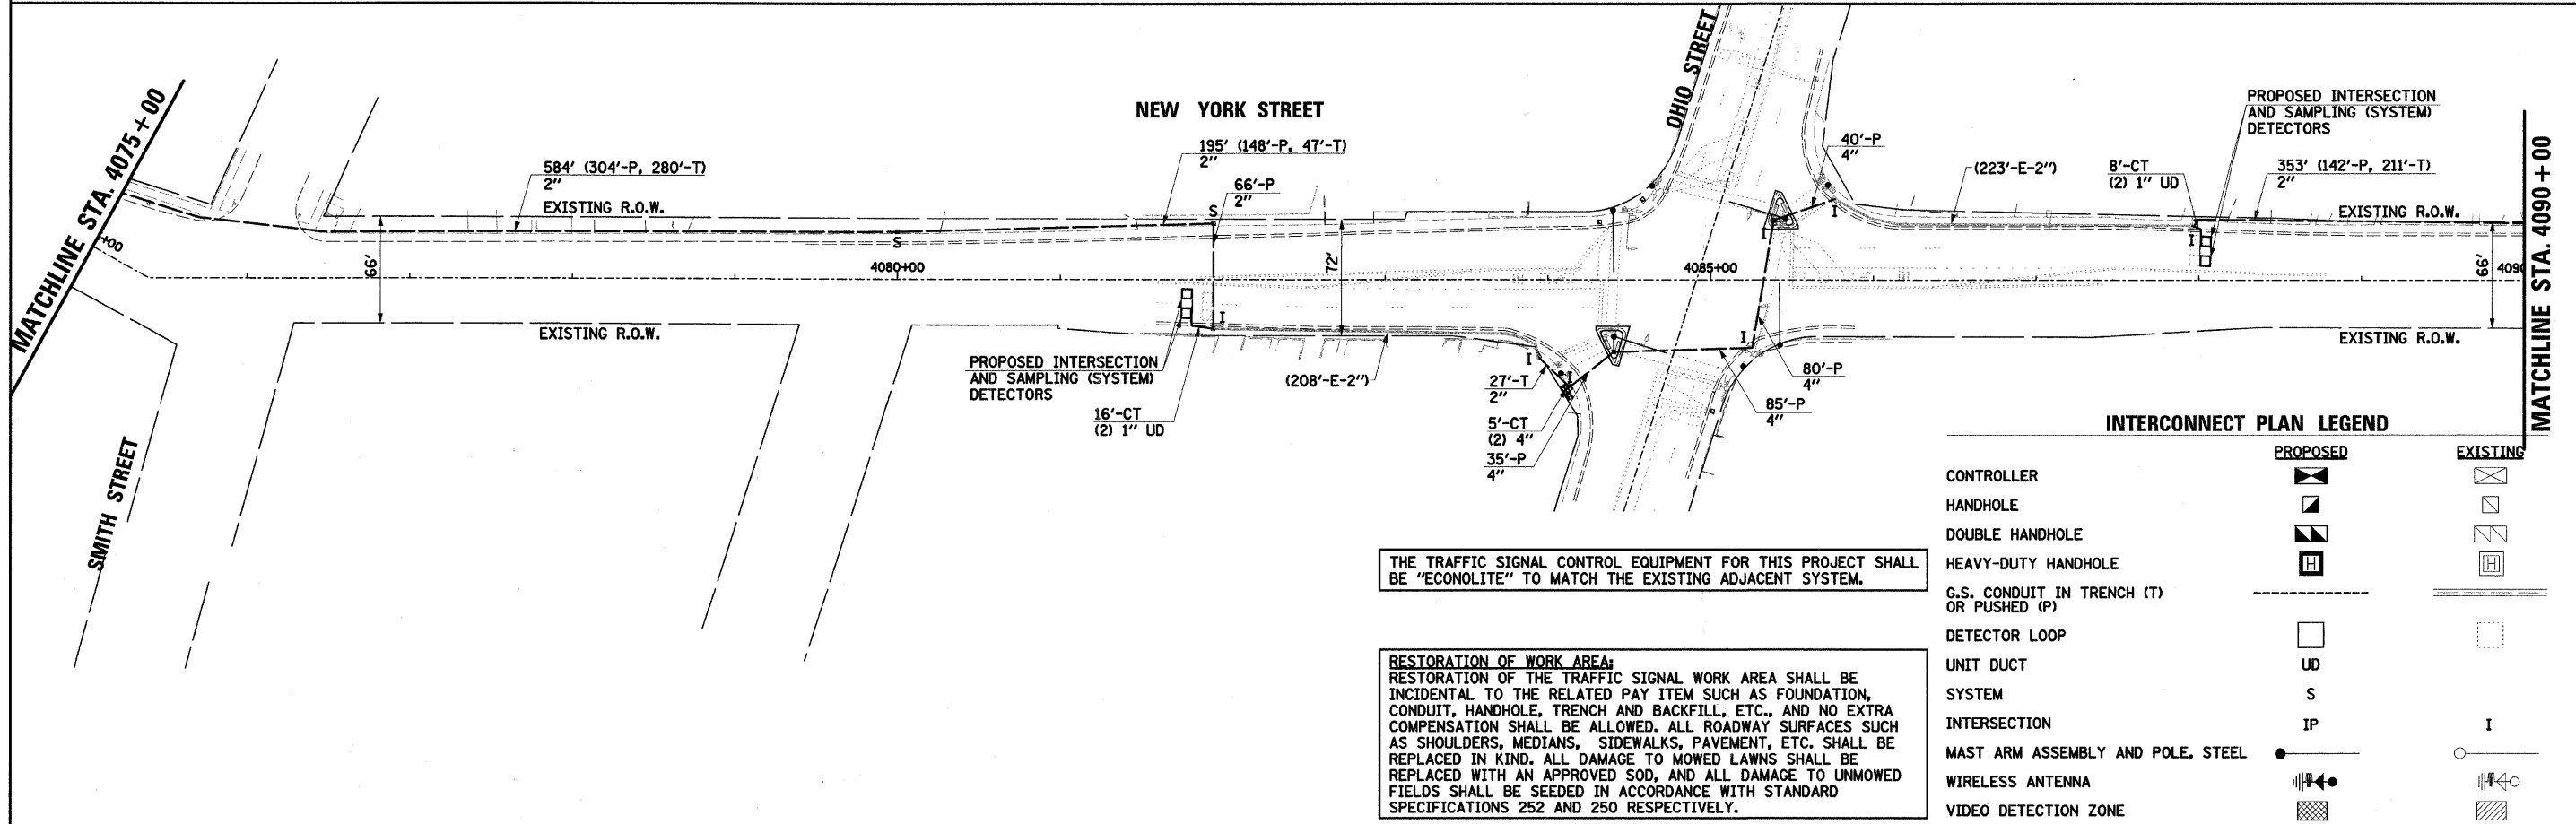 MATCHLINE STA. 4075+00
+00
SMITH STREET
584' (304'-P, 280'-T)
2"
EXISTING R.O.W.
66'
EXISTING R.O.W.
S
4080+00
NEW YORK STREET
195' (148'-P, 47'-T)
2"
66'-P
2"
S
I
PROPOSED INTERSECTION
AND SAMPLING (SYSTEM)
DETECTORS
16'-CT
(2) 1" UD
72'
(208'-E-2")
OHIO STREET
40'-P
4"
I
I
4085+00
I
I
I
27'-T
2"
5'-CT
(2) 4"
35'-P
4"
80'-P
4"
85'-P
4"
(223'-E-2")
8'-CT
(2) 1" UD
I
PROPOSED INTERSECTION
AND SAMPLING (SYSTEM)
DETECTORS
353' (142'-P, 211'-T)
2"
EXISTING R.O.W.
66'
4090
EXISTING R.O.W.
MATCHLINE STA. 4090+00
THE TRAFFIC SIGNAL CONTROL EQUIPMENT FOR THIS PROJECT SHALL
BE "ECONOLITE" TO MATCH THE EXISTING ADJACENT SYSTEM.
RESTORATION OF WORK AREA:
RESTORATION OF THE TRAFFIC SIGNAL WORK AREA SHALL BE
INCIDENTAL TO THE RELATED PAY ITEM SUCH AS FOUNDATION,
CONDUIT, HANDHOLE, TRENCH AND BACKFILL, ETC., AND NO EXTRA
COMPENSATION SHALL BE ALLOWED. ALL ROADWAY SURFACES SUCH
AS SHOULDERS, MEDIANS, SIDEWALKS, PAVEMENT, ETC. SHALL BE
REPLACED IN KIND. ALL DAMAGE TO MOWED LAWNS SHALL BE
REPLACED WITH AN APPROVED SOD, AND ALL DAMAGE TO UNMOWED
FIELDS SHALL BE SEEDED IN ACCORDANCE WITH STANDARD
SPECIFICATIONS 252 AND 250 RESPECTIVELY.
INTERCONNECT PLAN LEGEND
PROPOSED EXISTING
CONTROLLER
HANDHOLE
DOUBLE HANDHOLE
HEAVY-DUTY HANDHOLE H H
G.S. CONDUIT IN TRENCH (T)
OR PUSHED (P)
DETECTOR LOOP
UNIT DUCT UD
SYSTEM S
INTERSECTION IP I
MAST ARM ASSEMBLY AND POLE, STEEL
WIRELESS ANTENNA
VIDEO DETECTION ZONE